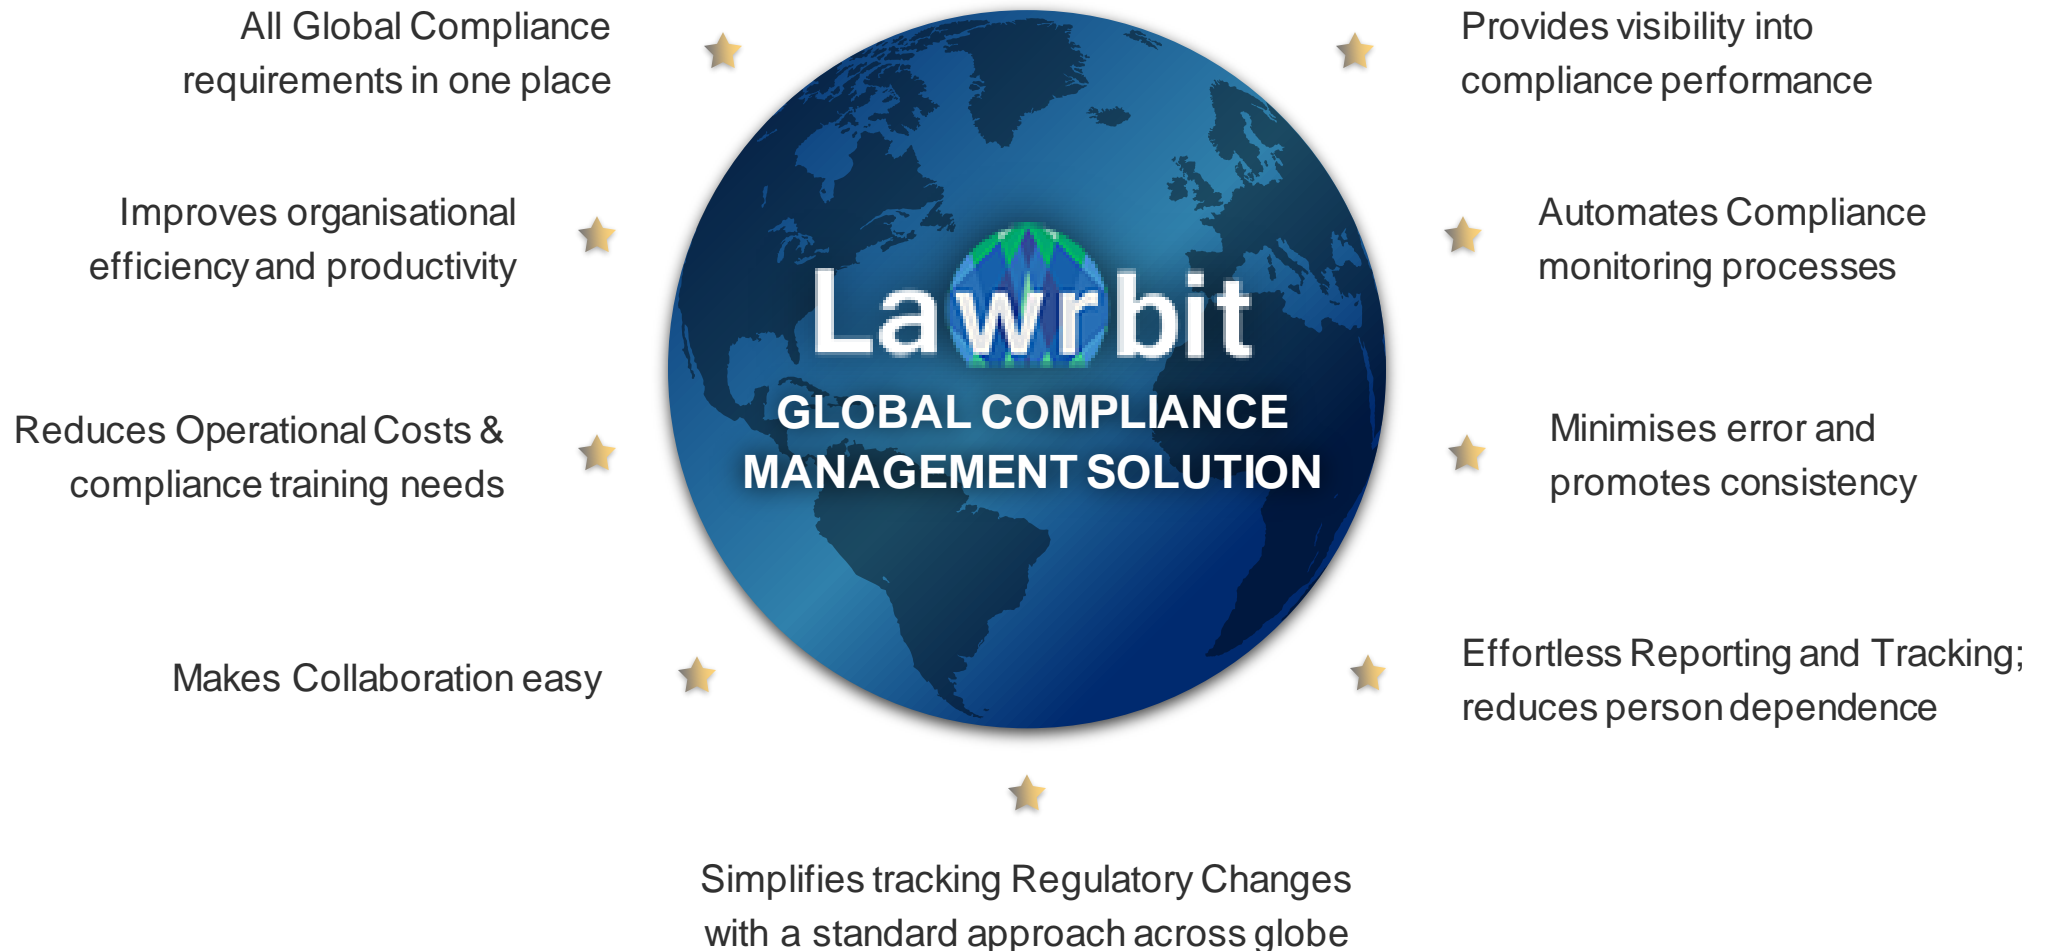 All Global Compliance
requirements in one place
Improves organisational
efficiency and productivity
Reduces Operational Costs &
compliance training needs
Makes Collaboration easy
Lawrbit
GLOBAL COMPLIANCE
MANAGEMENT SOLUTION
Provides visibility into
compliance performance
Automates Compliance
monitoring processes
Minimises error and
promotes consistency
Effortless Reporting and Tracking;
reduces person dependence
Simplifies tracking Regulatory Changes
with a standard approach across globe